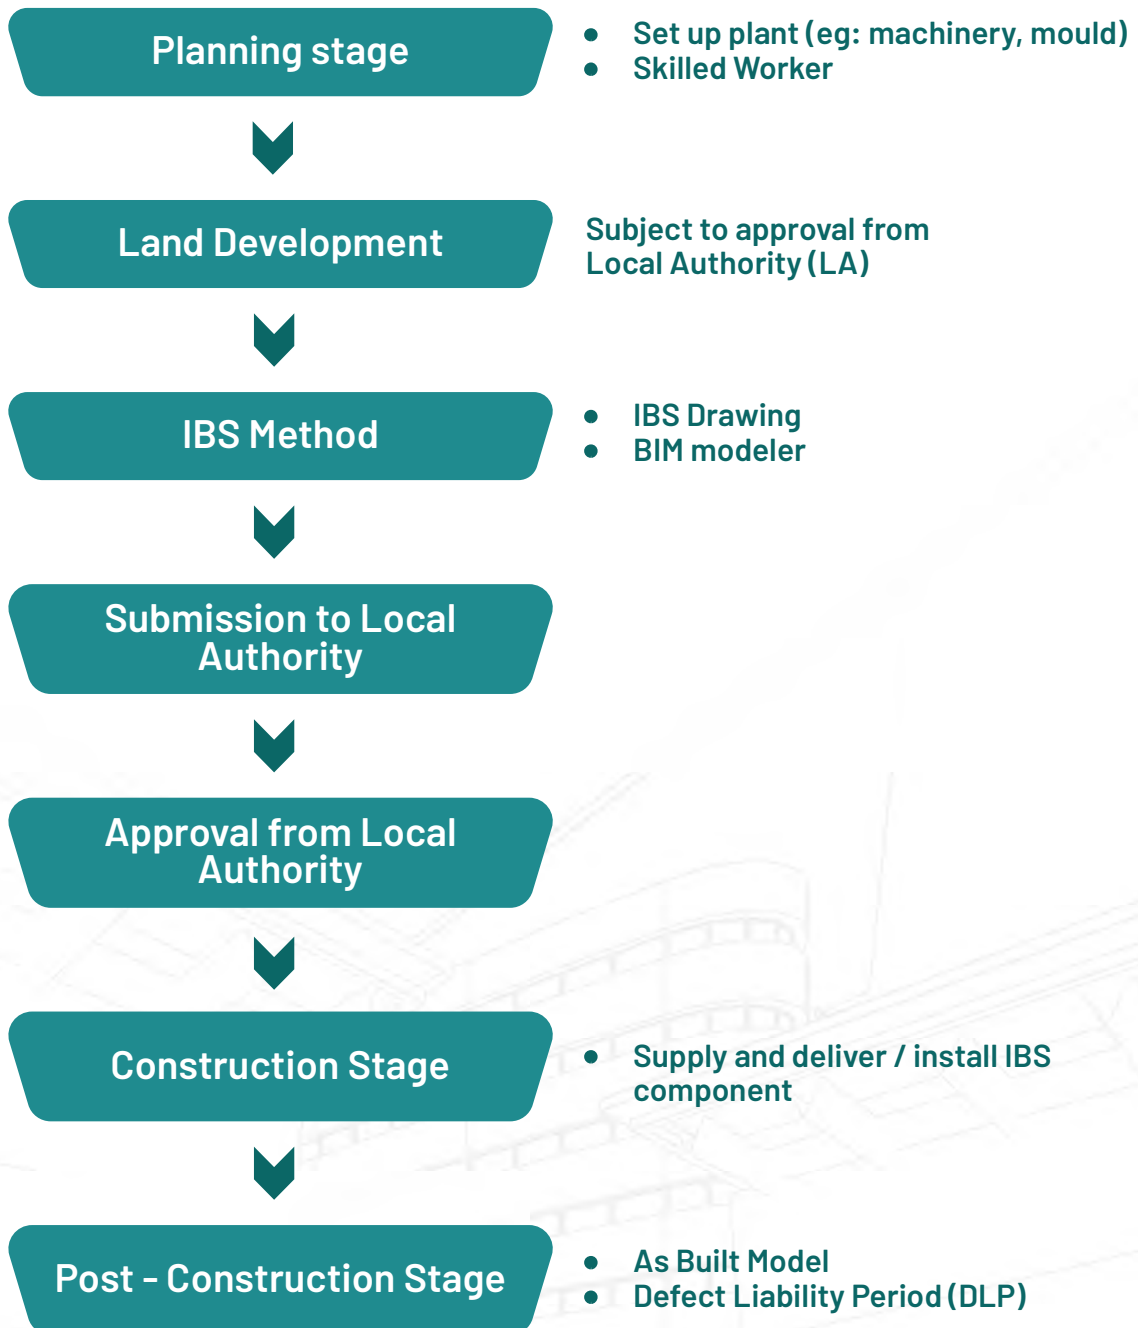 Planning stage
• Set up plant (eg: machinery, mould)
• Skilled Worker
Land Development
Subject to approval from
Local Authority (LA)
IBS Method
• IBS Drawing
• BIM modeler
Submission to Local
Authority
Approval from Local
Authority
Construction Stage
• Supply and deliver / install IBS
component
Post - Construction Stage
• As Built Model
• Defect Liability Period (DLP)